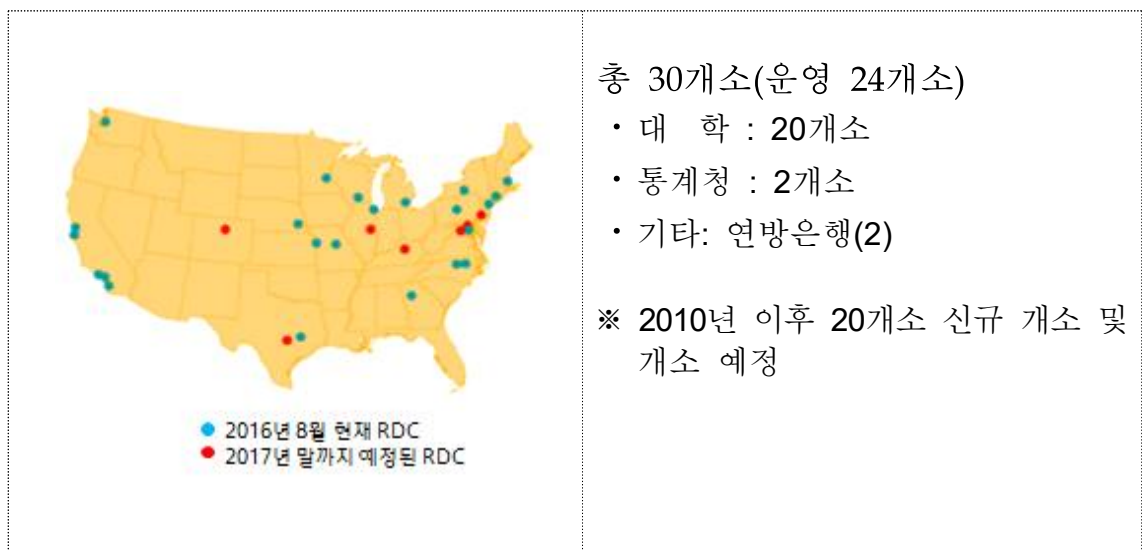 총 30개소(운영 24개소)
・대 학 : 20개소
・통계청 : 2개소
・기타: 연방은행(2)
※ 2010년 이후 20개소 신규 개소 및
개소 예정
2016년 8월 현재 RDC
2017년 말까지 예정된 RDC